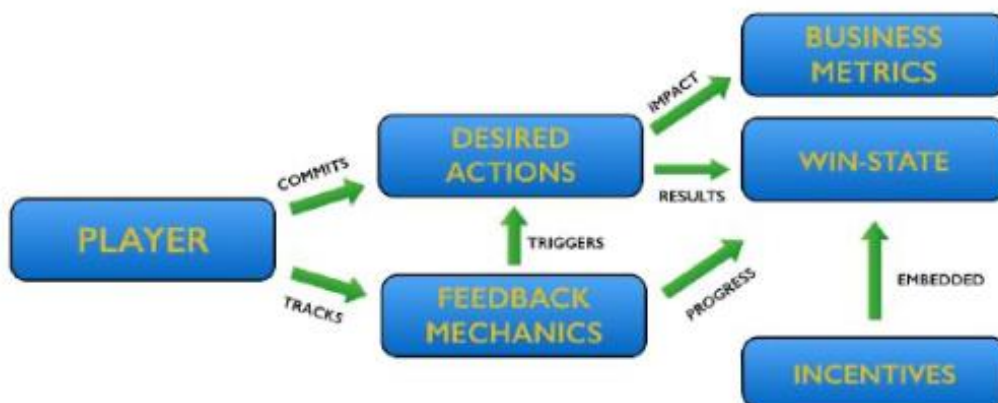 BUSINESS
METRICS
IMPACT
DESIRED
ACTIONS
WIN-STATE
COMMITS
RESULTS
PLAYER
TRIGGERS
TRACKS
FEEDBACK
MECHANICS
PROGRESS
EMBEDDED
INCENTIVES